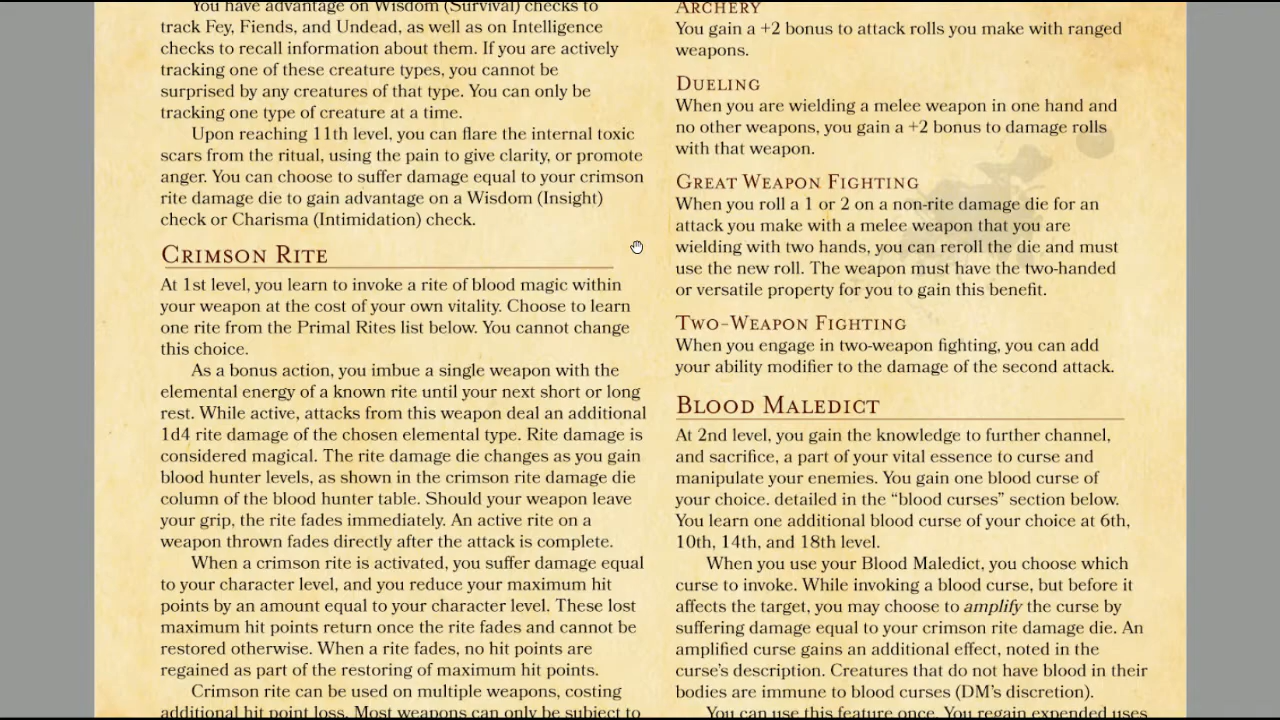 You have advantage on Wisdom (Survival) checks to
track Fey, Fiends, and Undead, as well as on Intelligence
checks to recall information about them. If you are actively
tracking one of these creature types, you cannot be
surprised by any creatures of that type. You can only be
tracking one type of creature at a time.
Upon reaching 11th level, you can flare the internal toxic
scars from the ritual, using the pain to give clarity, or promote
anger. You can choose to suffer damage equal to your crimson
rite damage die to gain advantage on a Wisdom (Insight)
check or Charisma (Intimidation) check.
CRIMSON RITE
At 1st level, you learn to invoke a rite of blood magic within
your weapon at the cost of your own vitality. Choose to learn
one rite from the Primal Rites list below. You cannot change
this choice.
As a bonus action, you imbue a single weapon with the
elemental energy of a known rite until your next short or long
rest. While active, attacks from this weapon deal an additional
1d4 rite damage of the chosen elemental type. Rite damage is
considered magical. The rite damage die changes as you gain
blood hunter levels, as shown in the crimson rite damage die
column of the blood hunter table. Should your weapon leave
your grip, the rite fades immediately. An active rite on a
weapon thrown fades directly after the attack is complete.
When a crimson rite is activated, you suffer damage equal
to your character level, and you reduce your maximum hit
points by an amount equal to your character level. These lost
maximum hit points return once the rite fades and cannot be
restored otherwise. When a rite fades, no hit points are
regained as part of the restoring of maximum hit points.
Crimson rite can be used on multiple weapons, costing
additional hit point loss. Most weapons can only be subject to
ARCHERY
You gain a +2 bonus to attack rolls you make with ranged
weapons.
DUELING
When you are wielding a melee weapon in one hand and
no other weapons, you gain a +2 bonus to damage rolls
with that weapon.
GREAT WEAPON FIGHTING
When you roll a 1 or 2 on a non-rite damage die for an
attack you make with a melee weapon that you are
wielding with two hands, you can reroll the die and must
use the new roll. The weapon must have the two-handed
or versatile property for you to gain this benefit.
TWO-WEAPON FIGHTING
When you engage in two-weapon fighting, you can add
your ability modifier to the damage of the second attack.
BLOOD MALEDICT
At 2nd level, you gain the knowledge to further channel,
and sacrifice, a part of your vital essence to curse and
manipulate your enemies. You gain one blood curse of
your choice. detailed in the “blood curses” section below.
You learn one additional blood curse of your choice at 6th,
10th, 14th, and 18th level.
When you use your Blood Maledict, you choose which
curse to invoke. While invoking a blood curse, but before it
affects the target, you may choose to amplify the curse by
suffering damage equal to your crimson rite damage die. An
amplified curse gains an additional effect, noted in the
curse’s description. Creatures that do not have blood in their
bodies are immune to blood curses (DM’s discretion).
You can use this feature once. You regain expended uses